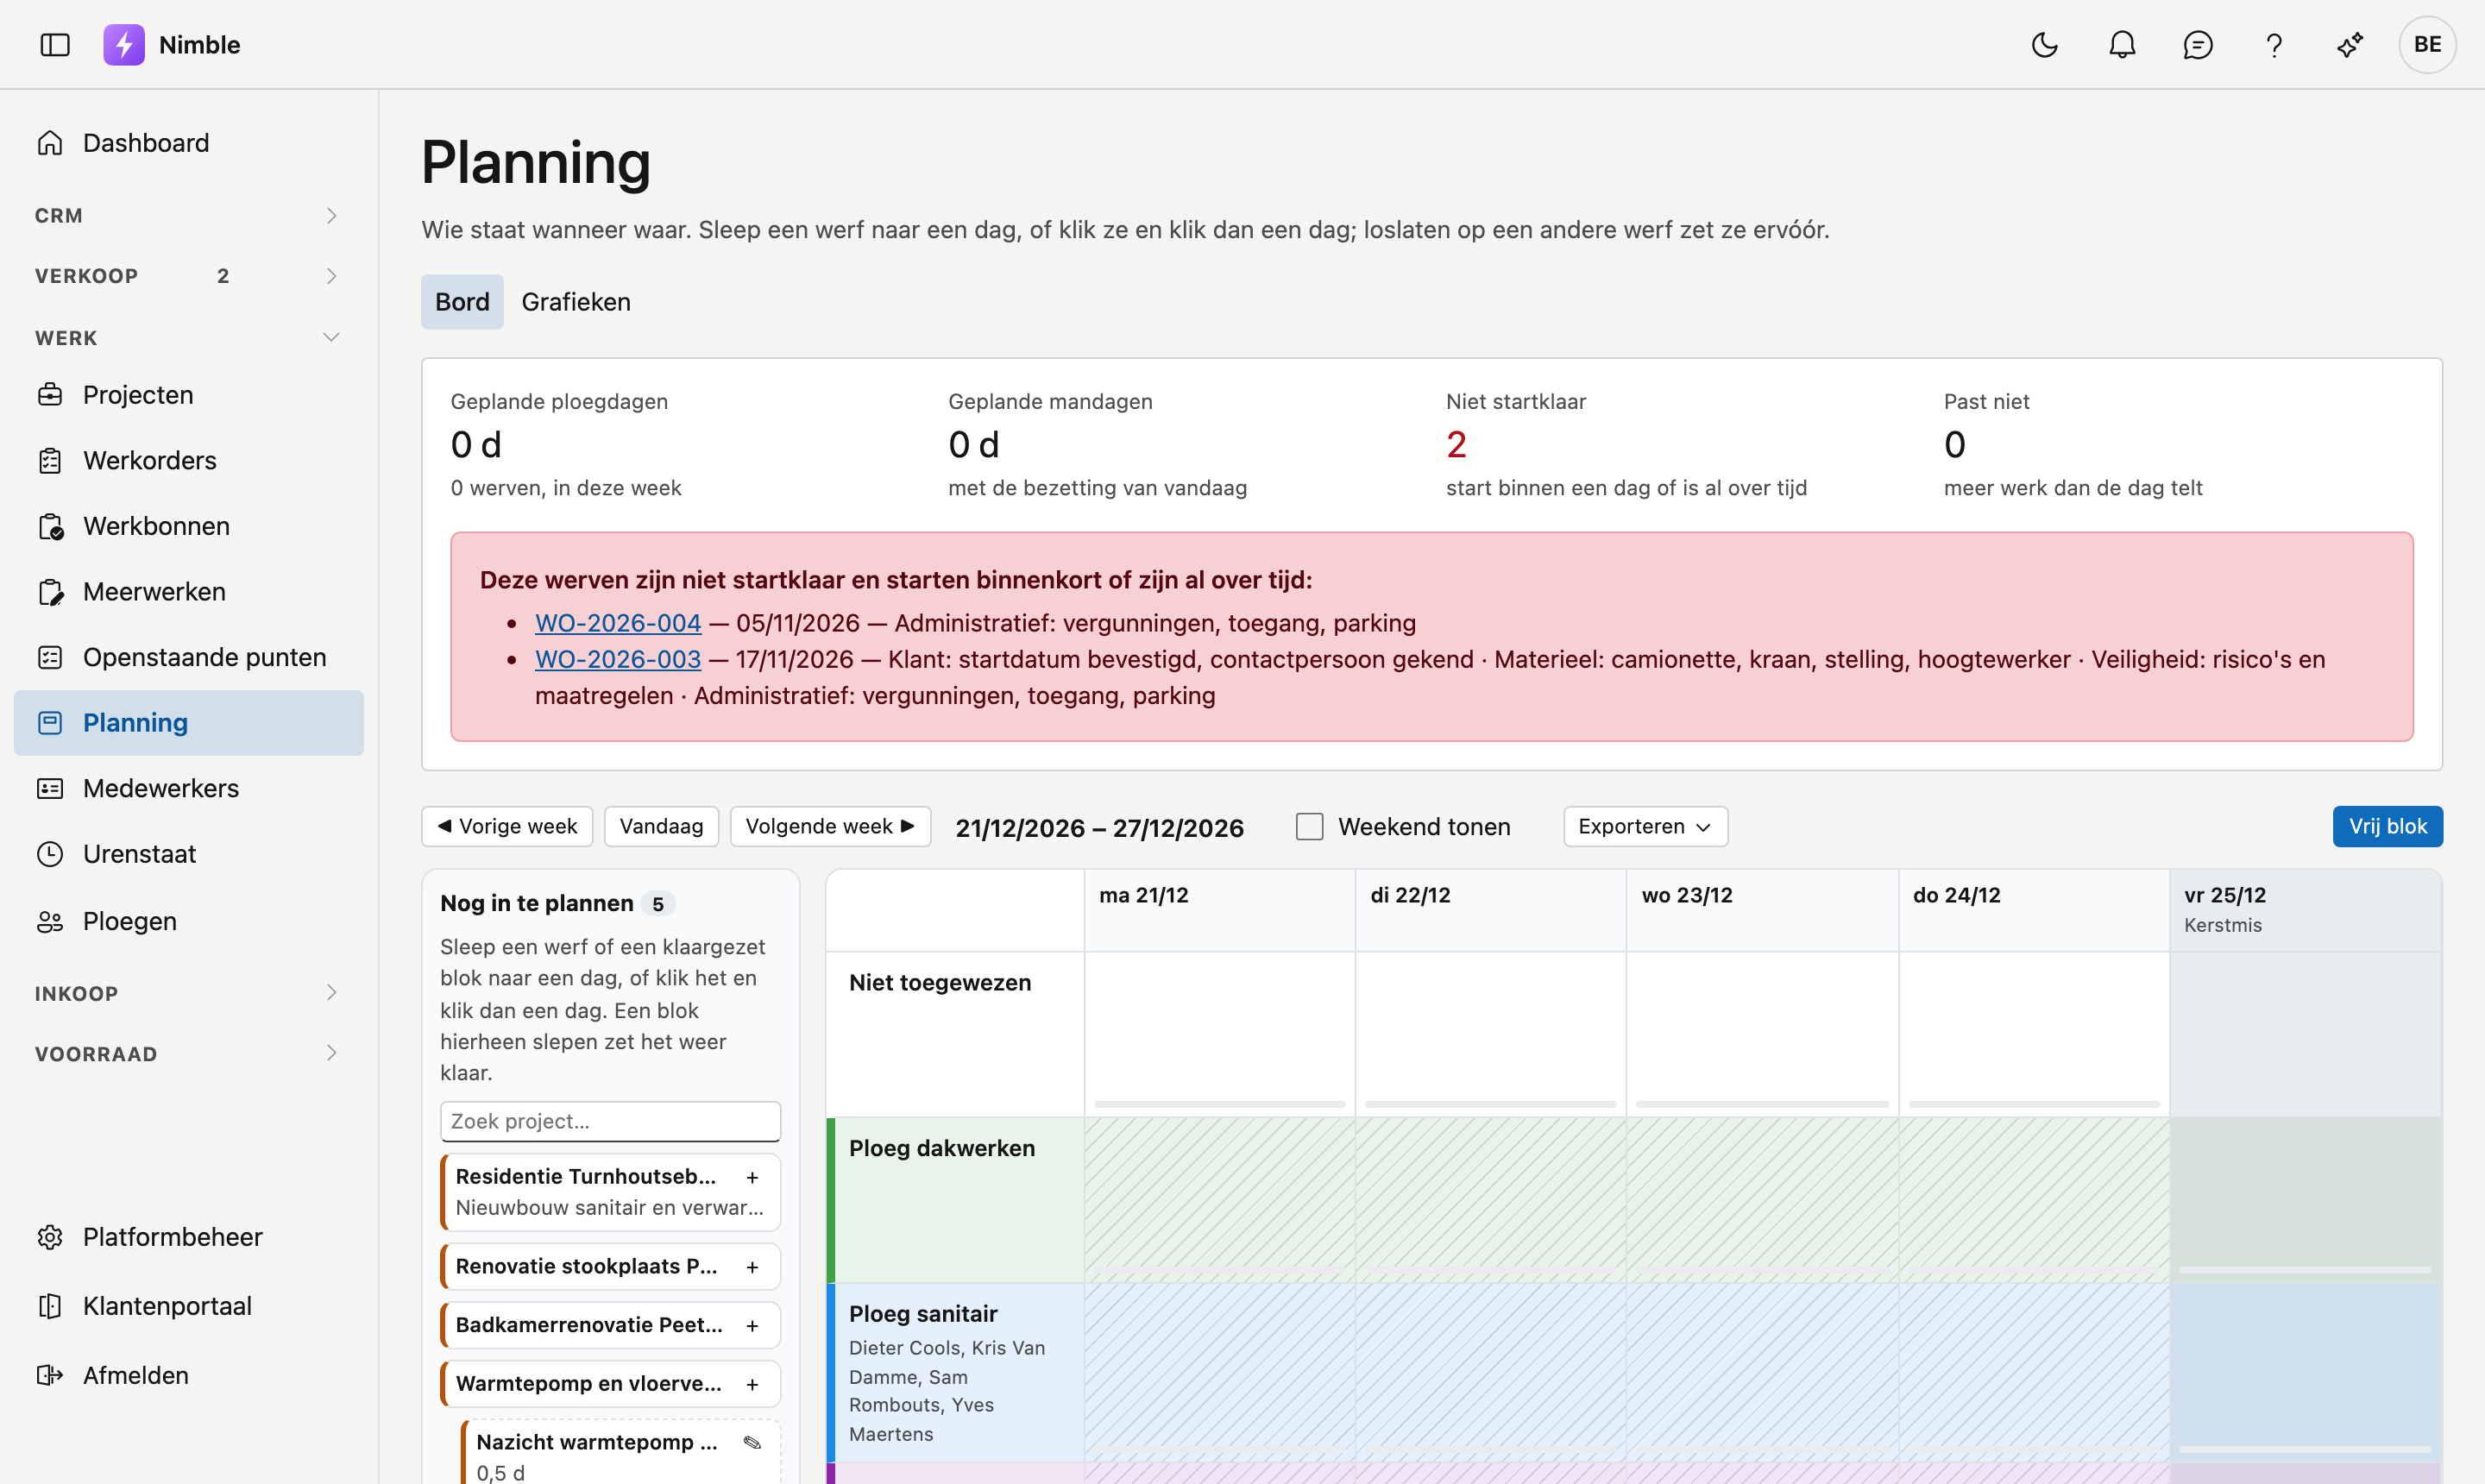 Nimble
BE
Dashboard
CRM
VERKOOP 2
WERK
Projecten
Werkorders
Werkbonnen
Meerwerken
Openstaande punten
Planning
Medewerkers
Urenstaat
Ploegen
INKOOP
VOORRAAD
Platformbeheer
Klantenportaal
Afmelden
Planning
Wie staat wanneer waar. Sleep een werf naar een dag, of klik ze en klik dan een dag; loslaten op een andere werf zet ze ervóór.
Bord Grafieken
Geplande ploegdagen
0 d
0 werven, in deze week
Geplande mandagen
0 d
met de bezetting van vandaag
Niet startklaar
2
start binnen een dag of is al over tijd
Past niet
0
meer werk dan de dag telt
Deze werven zijn niet startklaar en starten binnenkort of zijn al over tijd:
• WO-2026-004 — 05/11/2026 — Administratief: vergunningen, toegang, parking
• WO-2026-003 — 17/11/2026 — Klant: startdatum bevestigd, contactpersoon gekend · Materieel: camionette, kraan, stelling, hoogtewerker · Veiligheid: risico's en
maatregelen · Administratief: vergunningen, toegang, parking
◀ Vorige week Vandaag Volgende week ▶ 21/12/2026 – 27/12/2026 Weekend tonen Exporteren Vrij blok
Nog in te plannen 5
Sleep een werf of een klaargezet
blok naar een dag, of klik het en
klik dan een dag. Een blok
hierheen slepen zet het weer
klaar.
Zoek project...
Residentie Turnhoutseb... +
Nieuwbouw sanitair en verwar...
Renovatie stookplaats P... +
Badkamerrenovatie Peet... +
Warmtepomp en vloerve... +
Nazicht warmtepomp ... ✎
0,5 d
ma 21/12 di 22/12 wo 23/12 do 24/12 vr 25/12
Kerstmis
Niet toegewezen
Ploeg dakwerken
Ploeg sanitair
Dieter Cools, Kris Van
Damme, Sam
Rombouts, Yves
Maertens